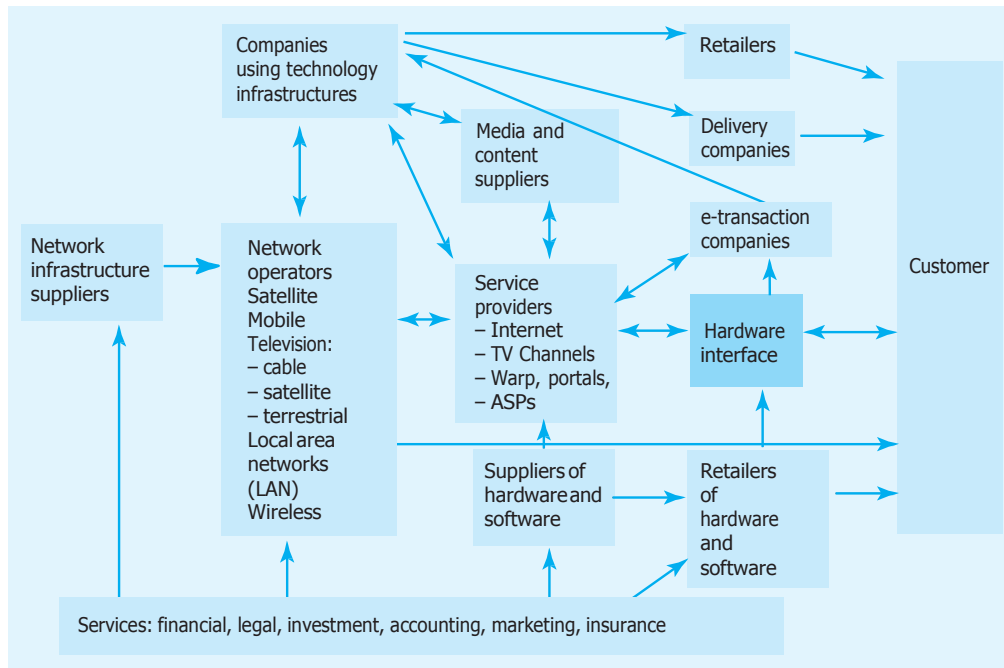 Companies
using technology
infrastructures
Retailers
Delivery
companies
Media and
content
suppliers
e-transaction
companies
Network
infrastructure
suppliers
Network
operators
Satellite
Mobile
Television:
– cable
– satellite
– terrestrial
Local area
networks
(LAN)
Wireless
Service
providers
– Internet
– TV Channels
– Warp, portals,
– ASPs
Hardware
interface
Customer
Suppliers of
hardware and
software
Retailers
of
hardware
and
software
Services: financial, legal, investment, accounting, marketing, insurance